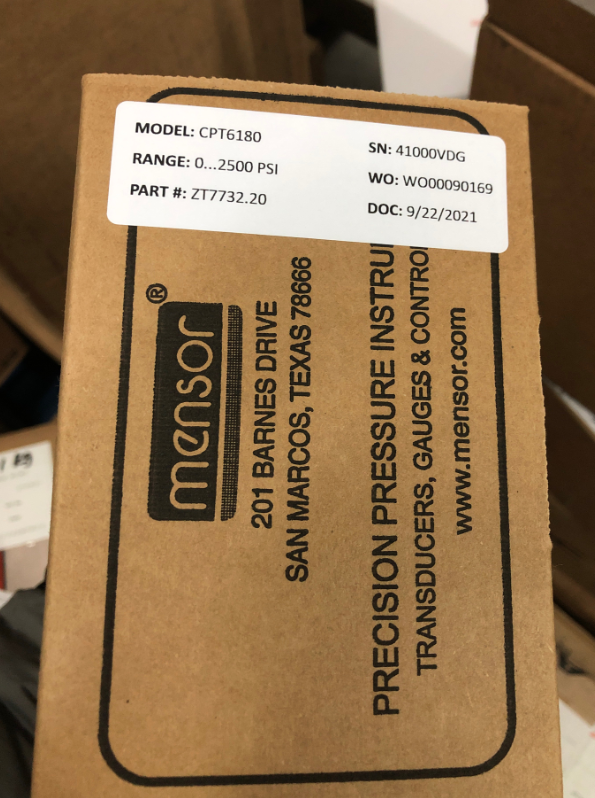 MODEL: CPT6180
RANGE: 0...2500 PSI
PART #: ZT7732.20
SN: 41000VDG
WO: WO00090169
DOC: 9/22/2021
mensor®
201 BARNES DRIVE
SAN MARCOS, TEXAS 78666
PRECISION PRESSURE INSTRU
TRANSDUCERS, GAUGES & CONTRO
www.mensor.com